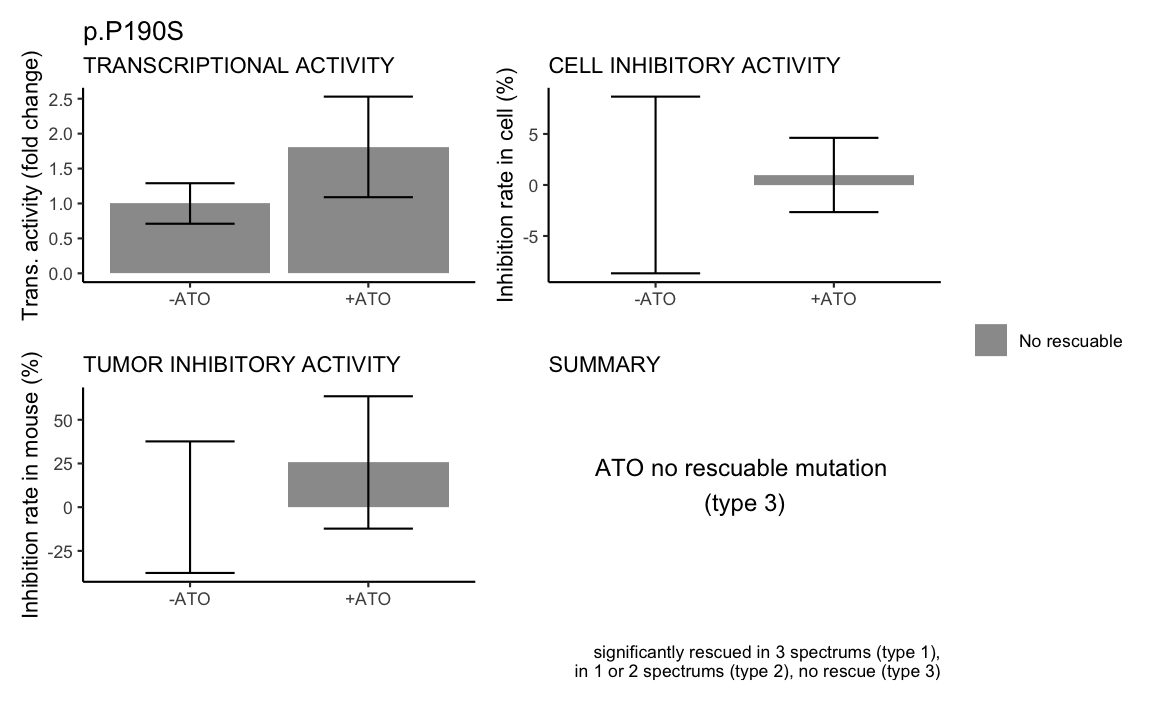 p.P190S
TRANSCRIPTIONAL ACTIVITY
Trans. activity (fold change)
2.5
2.0
1.5
1.0
0.5
0.0
-ATO +ATO
CELL INHIBITORY ACTIVITY
Inhibition rate in cell (%)
5
0
-5
-ATO +ATO
No rescuable
TUMOR INHIBITORY ACTIVITY
Inhibition rate in mouse (%)
50
25
0
-25
-ATO +ATO
SUMMARY
ATO no rescuable mutation
(type 3)
significantly rescued in 3 spectrums (type 1),
in 1 or 2 spectrums (type 2), no rescue (type 3)